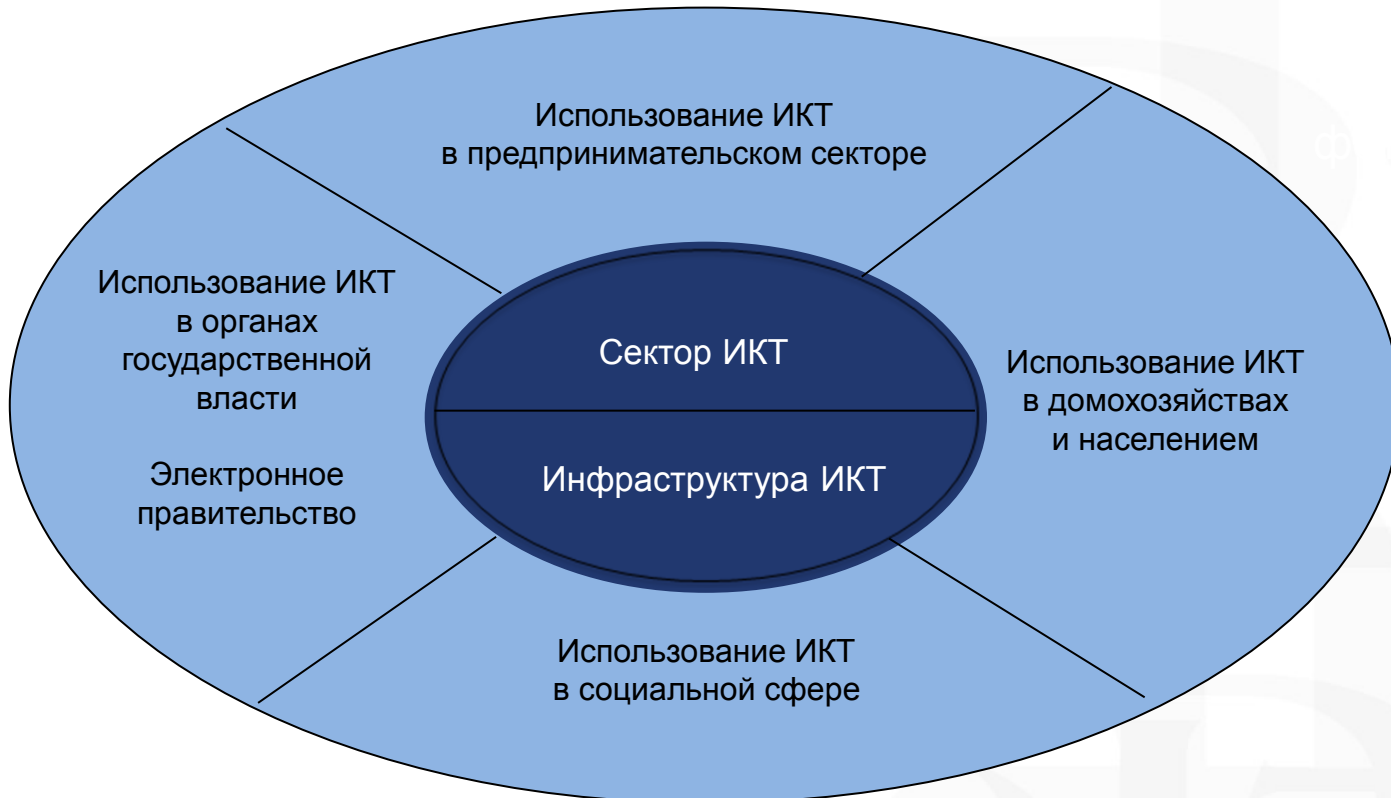 Использование ИКТ
в предпринимательском секторе
Использование ИКТ
в органах
государственной
власти
Электронное
правительство
Сектор ИКТ
Инфраструктура ИКТ
Использование ИКТ
в домохозяйствах
и населением
Использование ИКТ
в социальной сфере